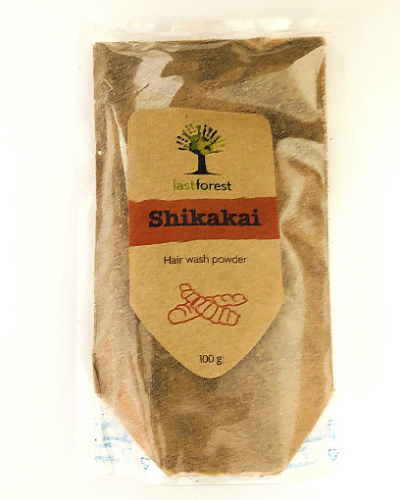 lastforest
Shikakai
Hair wash powder
100 g